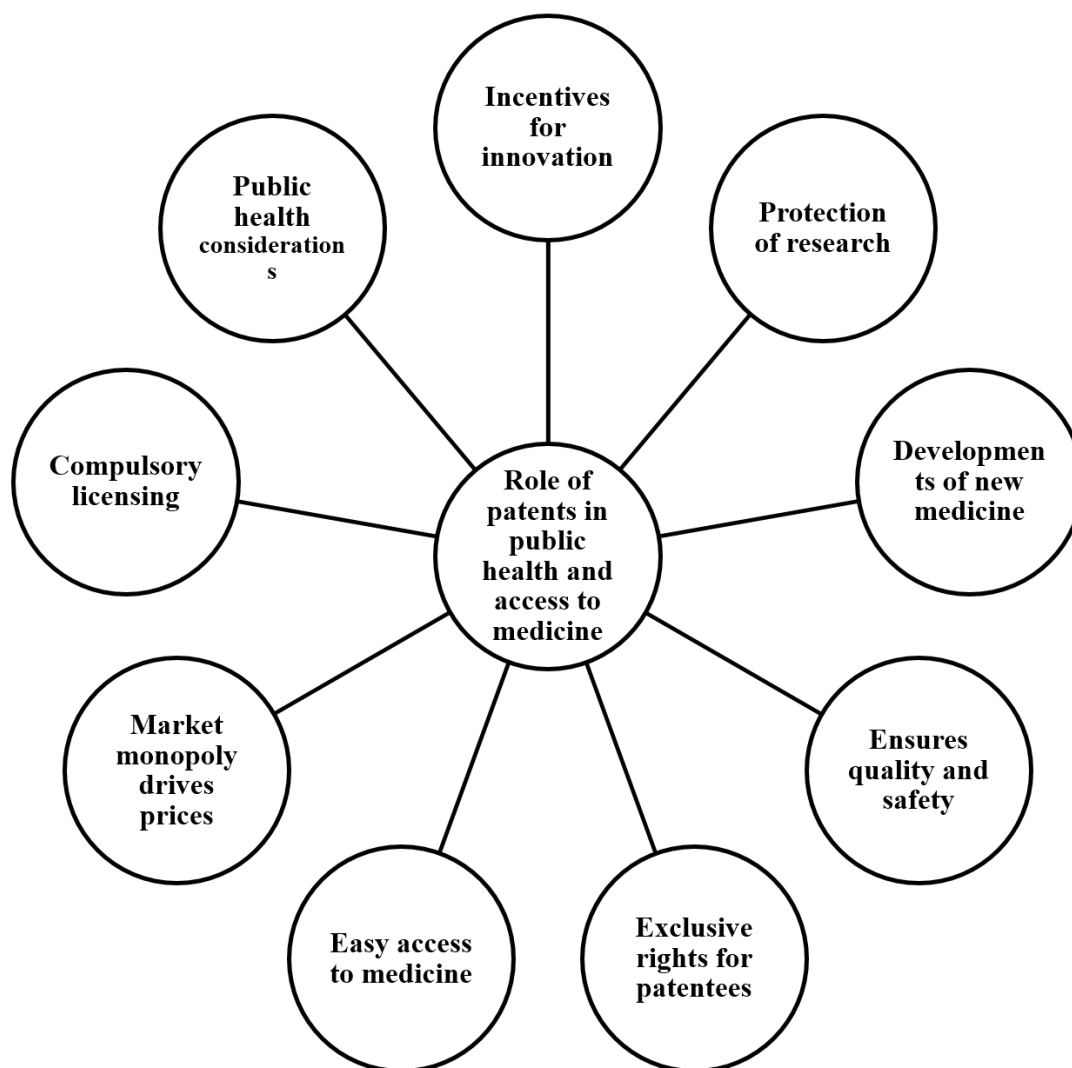 Incentives
for
innovation
Protection
of research
Developmen
ts of new
medicine
Ensures
quality and
safety
Exclusive
rights for
patentees
Easy access
to medicine
Market
monopoly
drives
prices
Compulsory
licensing
Public
health
consideration
s
Role of
patents in
public
health and
access to
medicine